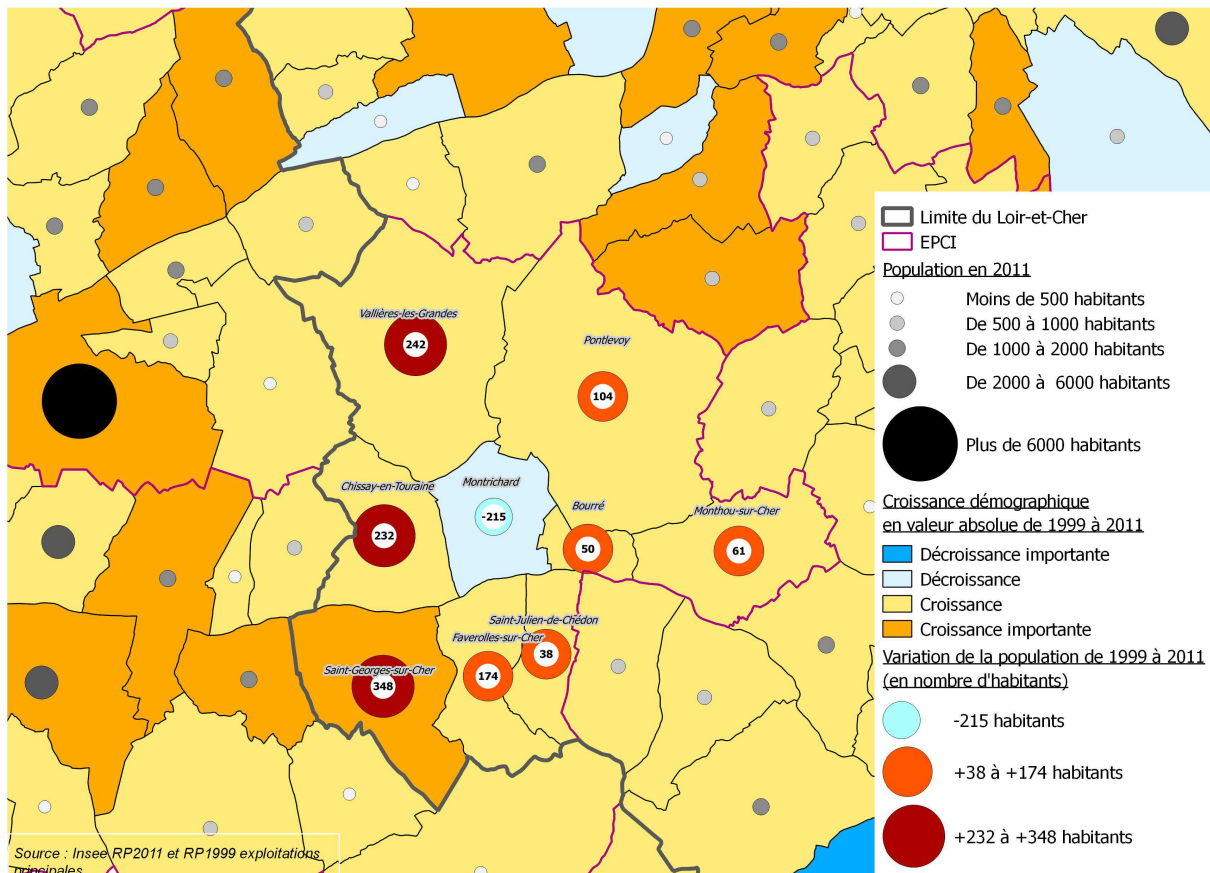 Vallières-les-Grandes
242
Pontlevoy
104
Chissay-en-Touraine
232
Montrichard
-215
Bourré
50
Monthou-sur-Cher
61
Saint-Julien-de-Chédon
38
Faverolles-sur-Cher
174
Saint-Georges-sur-Cher
348
Limite du Loir-et-Cher
EPCI
Population en 2011
Moins de 500 habitants
De 500 à 1000 habitants
De 1000 à 2000 habitants
De 2000 à 6000 habitants
Plus de 6000 habitants
Croissance démographique
en valeur absolue de 1999 à 2011
Décroissance importante
Décroissance
Croissance
Croissance importante
Variation de la population de 1999 à 2011
(en nombre d'habitants)
-215 habitants
+38 à +174 habitants
+232 à +348 habitants
Source : Insee RP2011 et RP1999 exploitations
principales